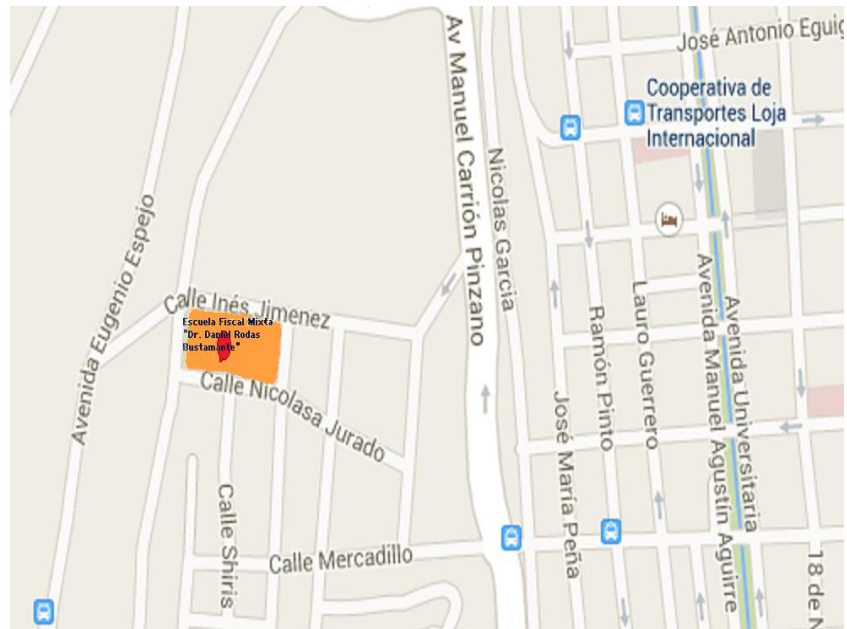 José Antonio Eguig
Cooperativa de
Transportes Loja
Internacional
Av Manuel Carrión Pinzano
Nicolas Garcia
Avenida Eugenio Espejo
Calle Inés Jimenez
Escuela Fiscal Mixta
"Dr. Daniel Rodas
Bustamante"
Calle Nicolasa Jurado
Calle Shiris
Calle Mercadillo
José María Peña
Ramón Pinto
Lauro Guerrero
Avenida Manuel Agustín Aguirre
Avenida Universitaria
18 de N